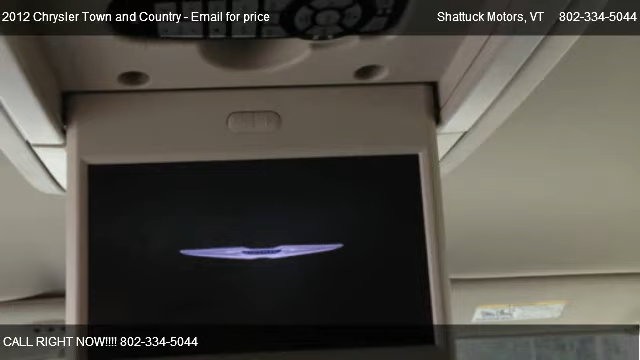 2012 Chrysler Town and Country - Email for price
Shattuck Motors, VT     802-334-5044
CALL RIGHT NOW!!!! 802-334-5044